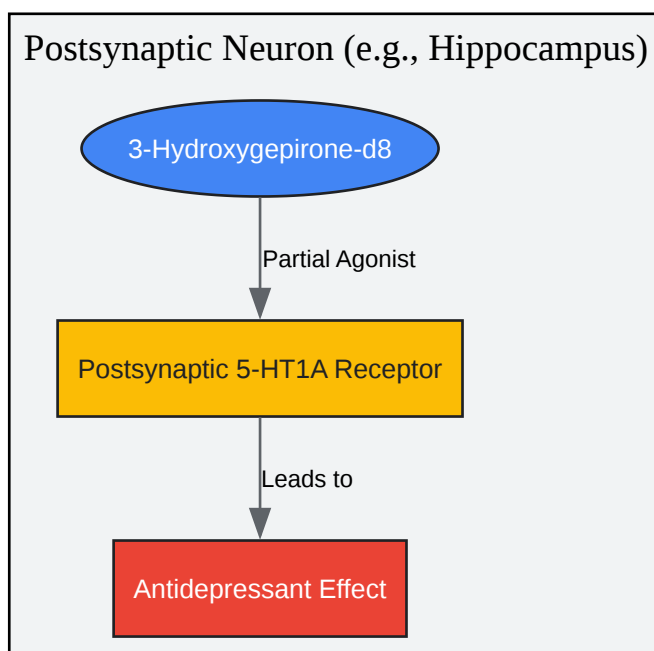 Postsynaptic Neuron (e.g., Hippocampus)
3-Hydroxygepirone-d8
Partial Agonist
Postsynaptic 5-HT1A Receptor
Leads to
Antidepressant Effect